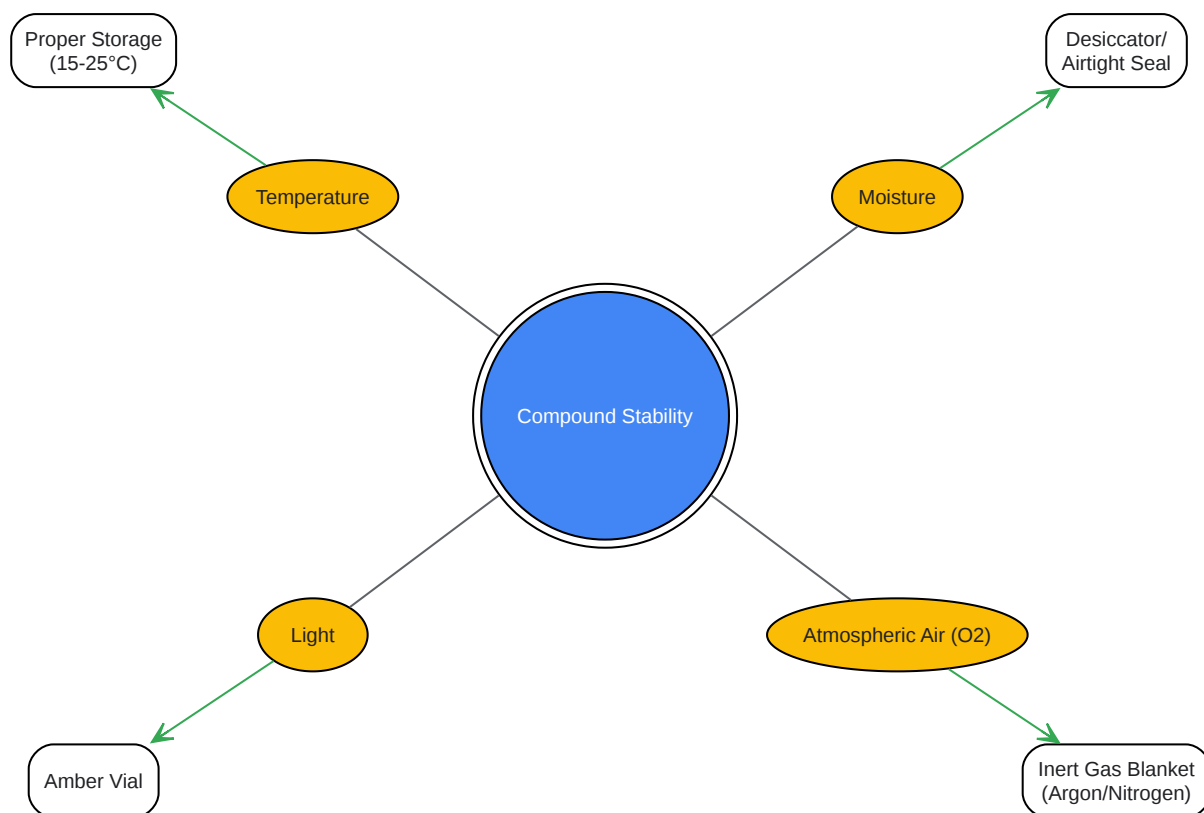 Proper Storage
(15-25°C)
Desiccator/
Airtight Seal
Temperature
Moisture
Compound Stability
Light
Atmospheric Air (O2)
Amber Vial
Inert Gas Blanket
(Argon/Nitrogen)